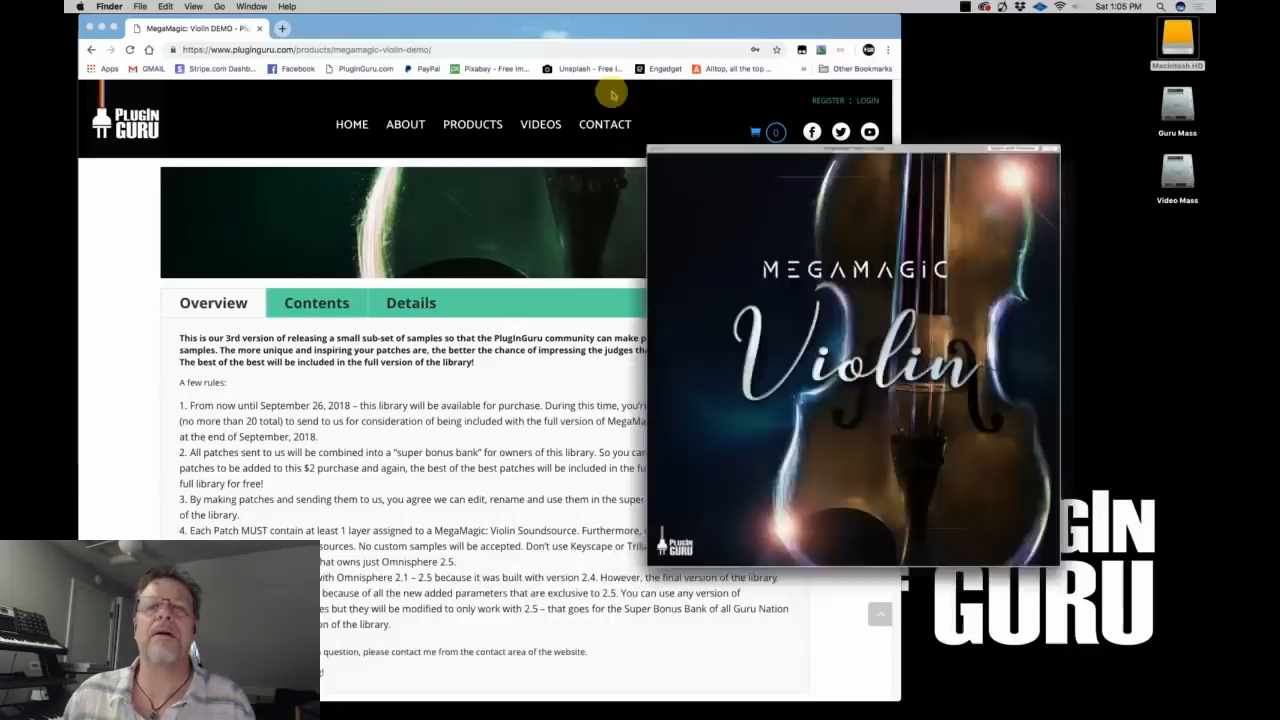 Finder File Edit View Go Window Help
Sat 1:05 PM
MegaMagic: Violin DEMO - Pl
https://www.pluginguru.com/products/megamagic-violin-demo/
Apps GMAIL Stripe.com Dashb... Facebook PlugInGuru.com PayPal Pixabay - Free Im... Unsplash - Free I... Engadget Alltop, all the top ... » Other Bookmarks
Macintosh HD
Guru Mass
Video Mass
REGISTER : LOGIN
PLUGIN
GURU
HOME ABOUT PRODUCTS VIDEOS CONTACT
0
MEGAMAGIC
Violin
PLUGIN
GURU
Overview Contents Details
This is our 3rd version of releasing a small sub-set of samples so that the PlugInGuru community can make p
samples. The more unique and inspiring your patches are, the better the chance of impressing the judges th
The best of the best will be included in the full version of the library!
A few rules:
1. From now until September 26, 2018 – this library will be available for purchase. During this time, you'r
(no more than 20 total) to send to us for consideration of being included with the full version of MegaMa
at the end of September, 2018.
2. All patches sent to us will be combined into a "super bonus bank" for owners of this library. So you can
patches to be added to this $2 purchase and again, the best of the best patches will be included in the fu
full library for free!
3. By making patches and sending them to us, you agree we can edit, rename and use them in the super
of the library.
4. Each Patch MUST contain at least 1 layer assigned to a MegaMagic: Violin Soundsource. Furthermore,
ources. No custom samples will be accepted. Don't use Keyscape or Trili
hat owns just Omnisphere 2.5.
with Omnisphere 2.1 – 2.5 because it was built with version 2.4. However, the final version of the library
because of all the new added parameters that are exclusive to 2.5. You can use any version of
es but they will be modified to only work with 2.5 – that goes for the Super Bonus Bank of all Guru Nation
n of the library.
question, please contact me from the contact area of the website.
GIN
GURU